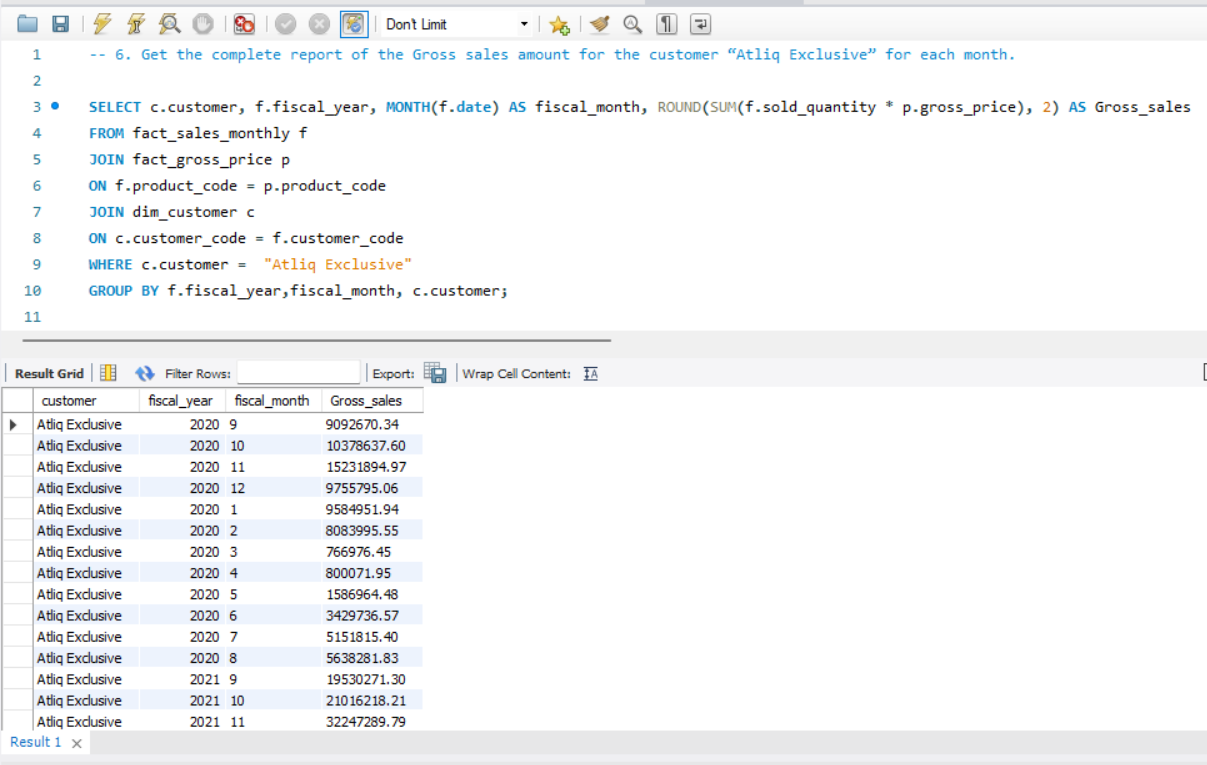 Don't Limit
1 -- 6. Get the complete report of the Gross sales amount for the customer “Atliq Exclusive” for each month.
2
3 SELECT c.customer, f.fiscal_year, MONTH(f.date) AS fiscal_month, ROUND(SUM(f.sold_quantity * p.gross_price), 2) AS Gross_sales
4 FROM fact_sales_monthly f
5 JOIN fact_gross_price p
6 ON f.product_code = p.product_code
7 JOIN dim_customer c
8 ON c.customer_code = f.customer_code
9 WHERE c.customer =  "Atliq Exclusive"
10 GROUP BY f.fiscal_year,fiscal_month, c.customer;
11
Result Grid Filter Rows: Export: Wrap Cell Content: IA
customer fiscal_year fiscal_month Gross_sales
Atliq Exclusive 2020 9 9092670.34
Atliq Exclusive 2020 10 10378637.60
Atliq Exclusive 2020 11 15231894.97
Atliq Exclusive 2020 12 9755795.06
Atliq Exclusive 2020 1 9584951.94
Atliq Exclusive 2020 2 8083995.55
Atliq Exclusive 2020 3 766976.45
Atliq Exclusive 2020 4 800071.95
Atliq Exclusive 2020 5 1586964.48
Atliq Exclusive 2020 6 3429736.57
Atliq Exclusive 2020 7 5151815.40
Atliq Exclusive 2020 8 5638281.83
Atliq Exclusive 2021 9 19530271.30
Atliq Exclusive 2021 10 21016218.21
Atliq Exclusive 2021 11 32247289.79
Result 1 ×